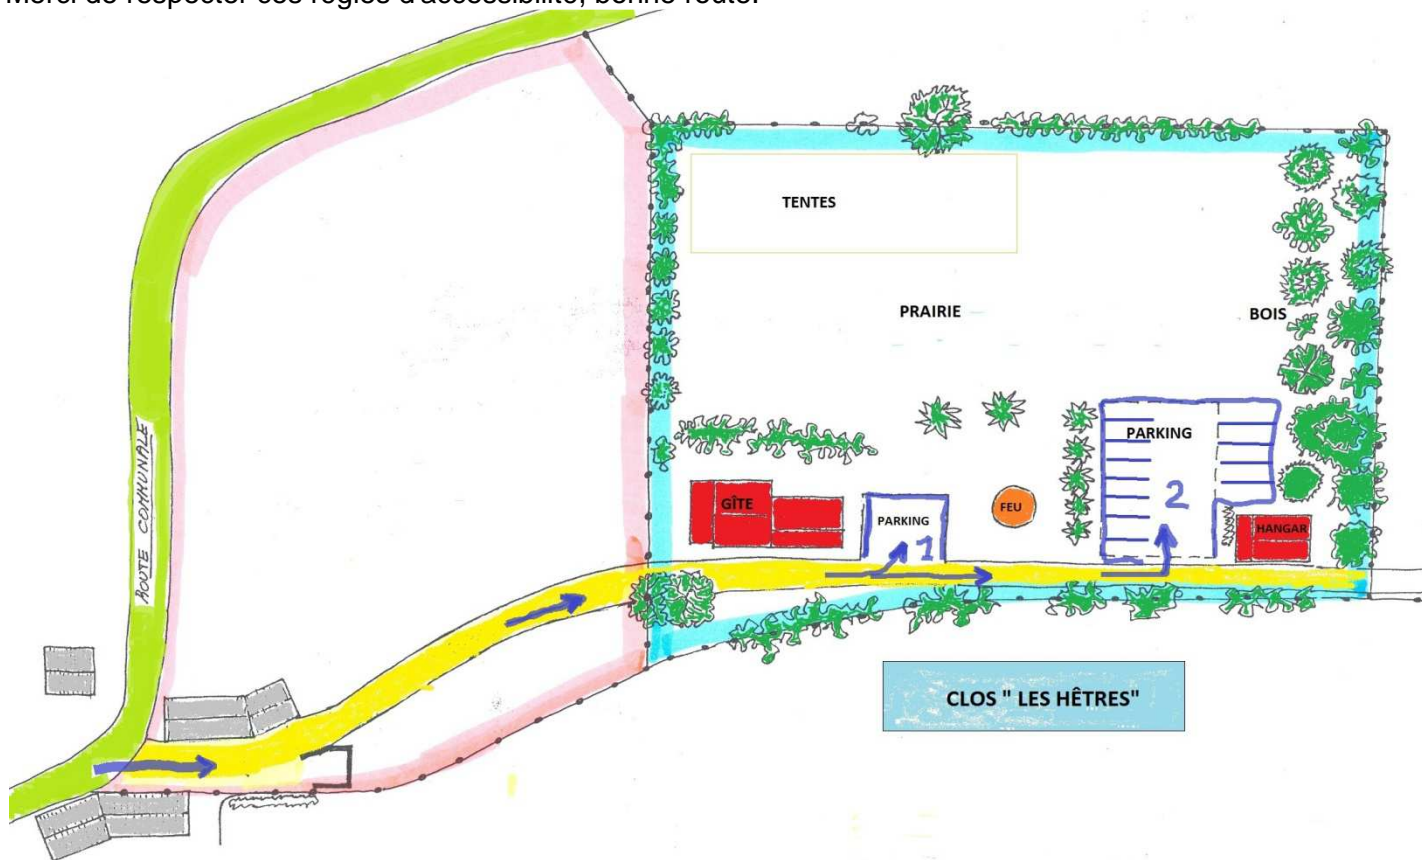 Merci de respecter ces règles d'accessibilité, bonne route.
TENTES
PRAIRIE
BOIS
ROUTE COMMUNALE
PARKING
2
GÎTE
PARKING
1
FEU
HANGAR
CLOS " LES HÊTRES"